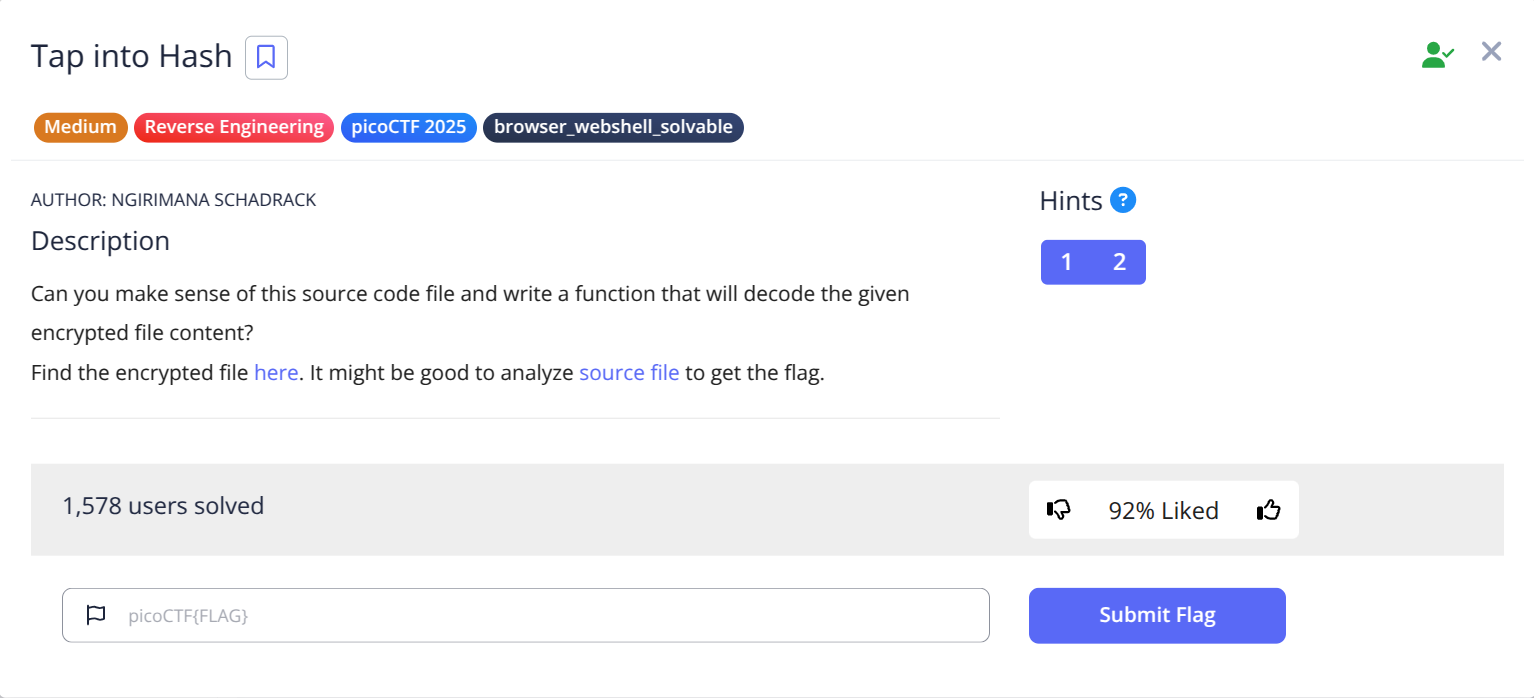 Tap into Hash
Medium Reverse Engineering picoCTF 2025 browser_webshell_solvable
AUTHOR: NGIRIMANA SCHADRACK
Description
Can you make sense of this source code file and write a function that will decode the given
encrypted file content?
Find the encrypted file here. It might be good to analyze source file to get the flag.
Hints ?
1 2
1,578 users solved
92% Liked
picoCTF{FLAG}
Submit Flag